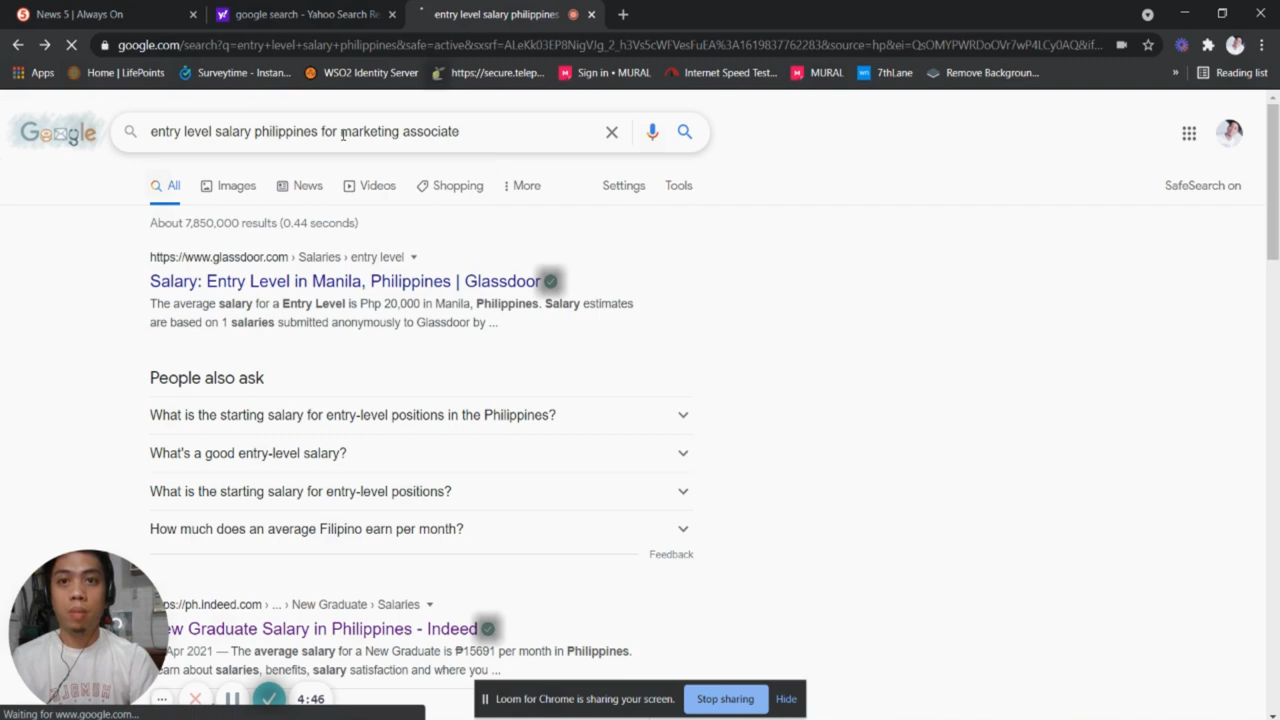 News 5 | Always On
google search - Yahoo Search Re
entry level salary philippines
google.com/search?q=entry+level+salary+philippines&safe=active&sxsrf=ALeKk03EP8NigVJg_2_h3Vs5cWFVesFuEA%3A1619837762283&source=hp&ei=QsOMYPWRDoOVr7wP4LCy0AQ&if...
Apps
Home | LifePoints
Surveytime - Instan...
WSO2 Identity Server
https://secure.telep...
Sign in • MURAL
Internet Speed Test...
MURAL
7thLane
Remove Backgroun...
»
Reading list
Google
entry level salary philippines for marketing associate
All
Images
News
Videos
Shopping
More
Settings
Tools
SafeSearch on
About 7,850,000 results (0.44 seconds)
https://www.glassdoor.com › Salaries › entry level
Salary: Entry Level in Manila, Philippines | Glassdoor
The average salary for a Entry Level is Php 20,000 in Manila, Philippines. Salary estimates
are based on 1 salaries submitted anonymously to Glassdoor by ...
People also ask
What is the starting salary for entry-level positions in the Philippines?
What's a good entry-level salary?
What is the starting salary for entry-level positions?
How much does an average Filipino earn per month?
Feedback
ps://ph.indeed.com › ... › New Graduate › Salaries
ew Graduate Salary in Philippines - Indeed
Apr 2021 — The average salary for a New Graduate is ₱15691 per month in Philippines.
earn about salaries, benefits, salary satisfaction and where you ...
4:46
Loom for Chrome is sharing your screen.
Stop sharing
Hide
Waiting for www.google.com...